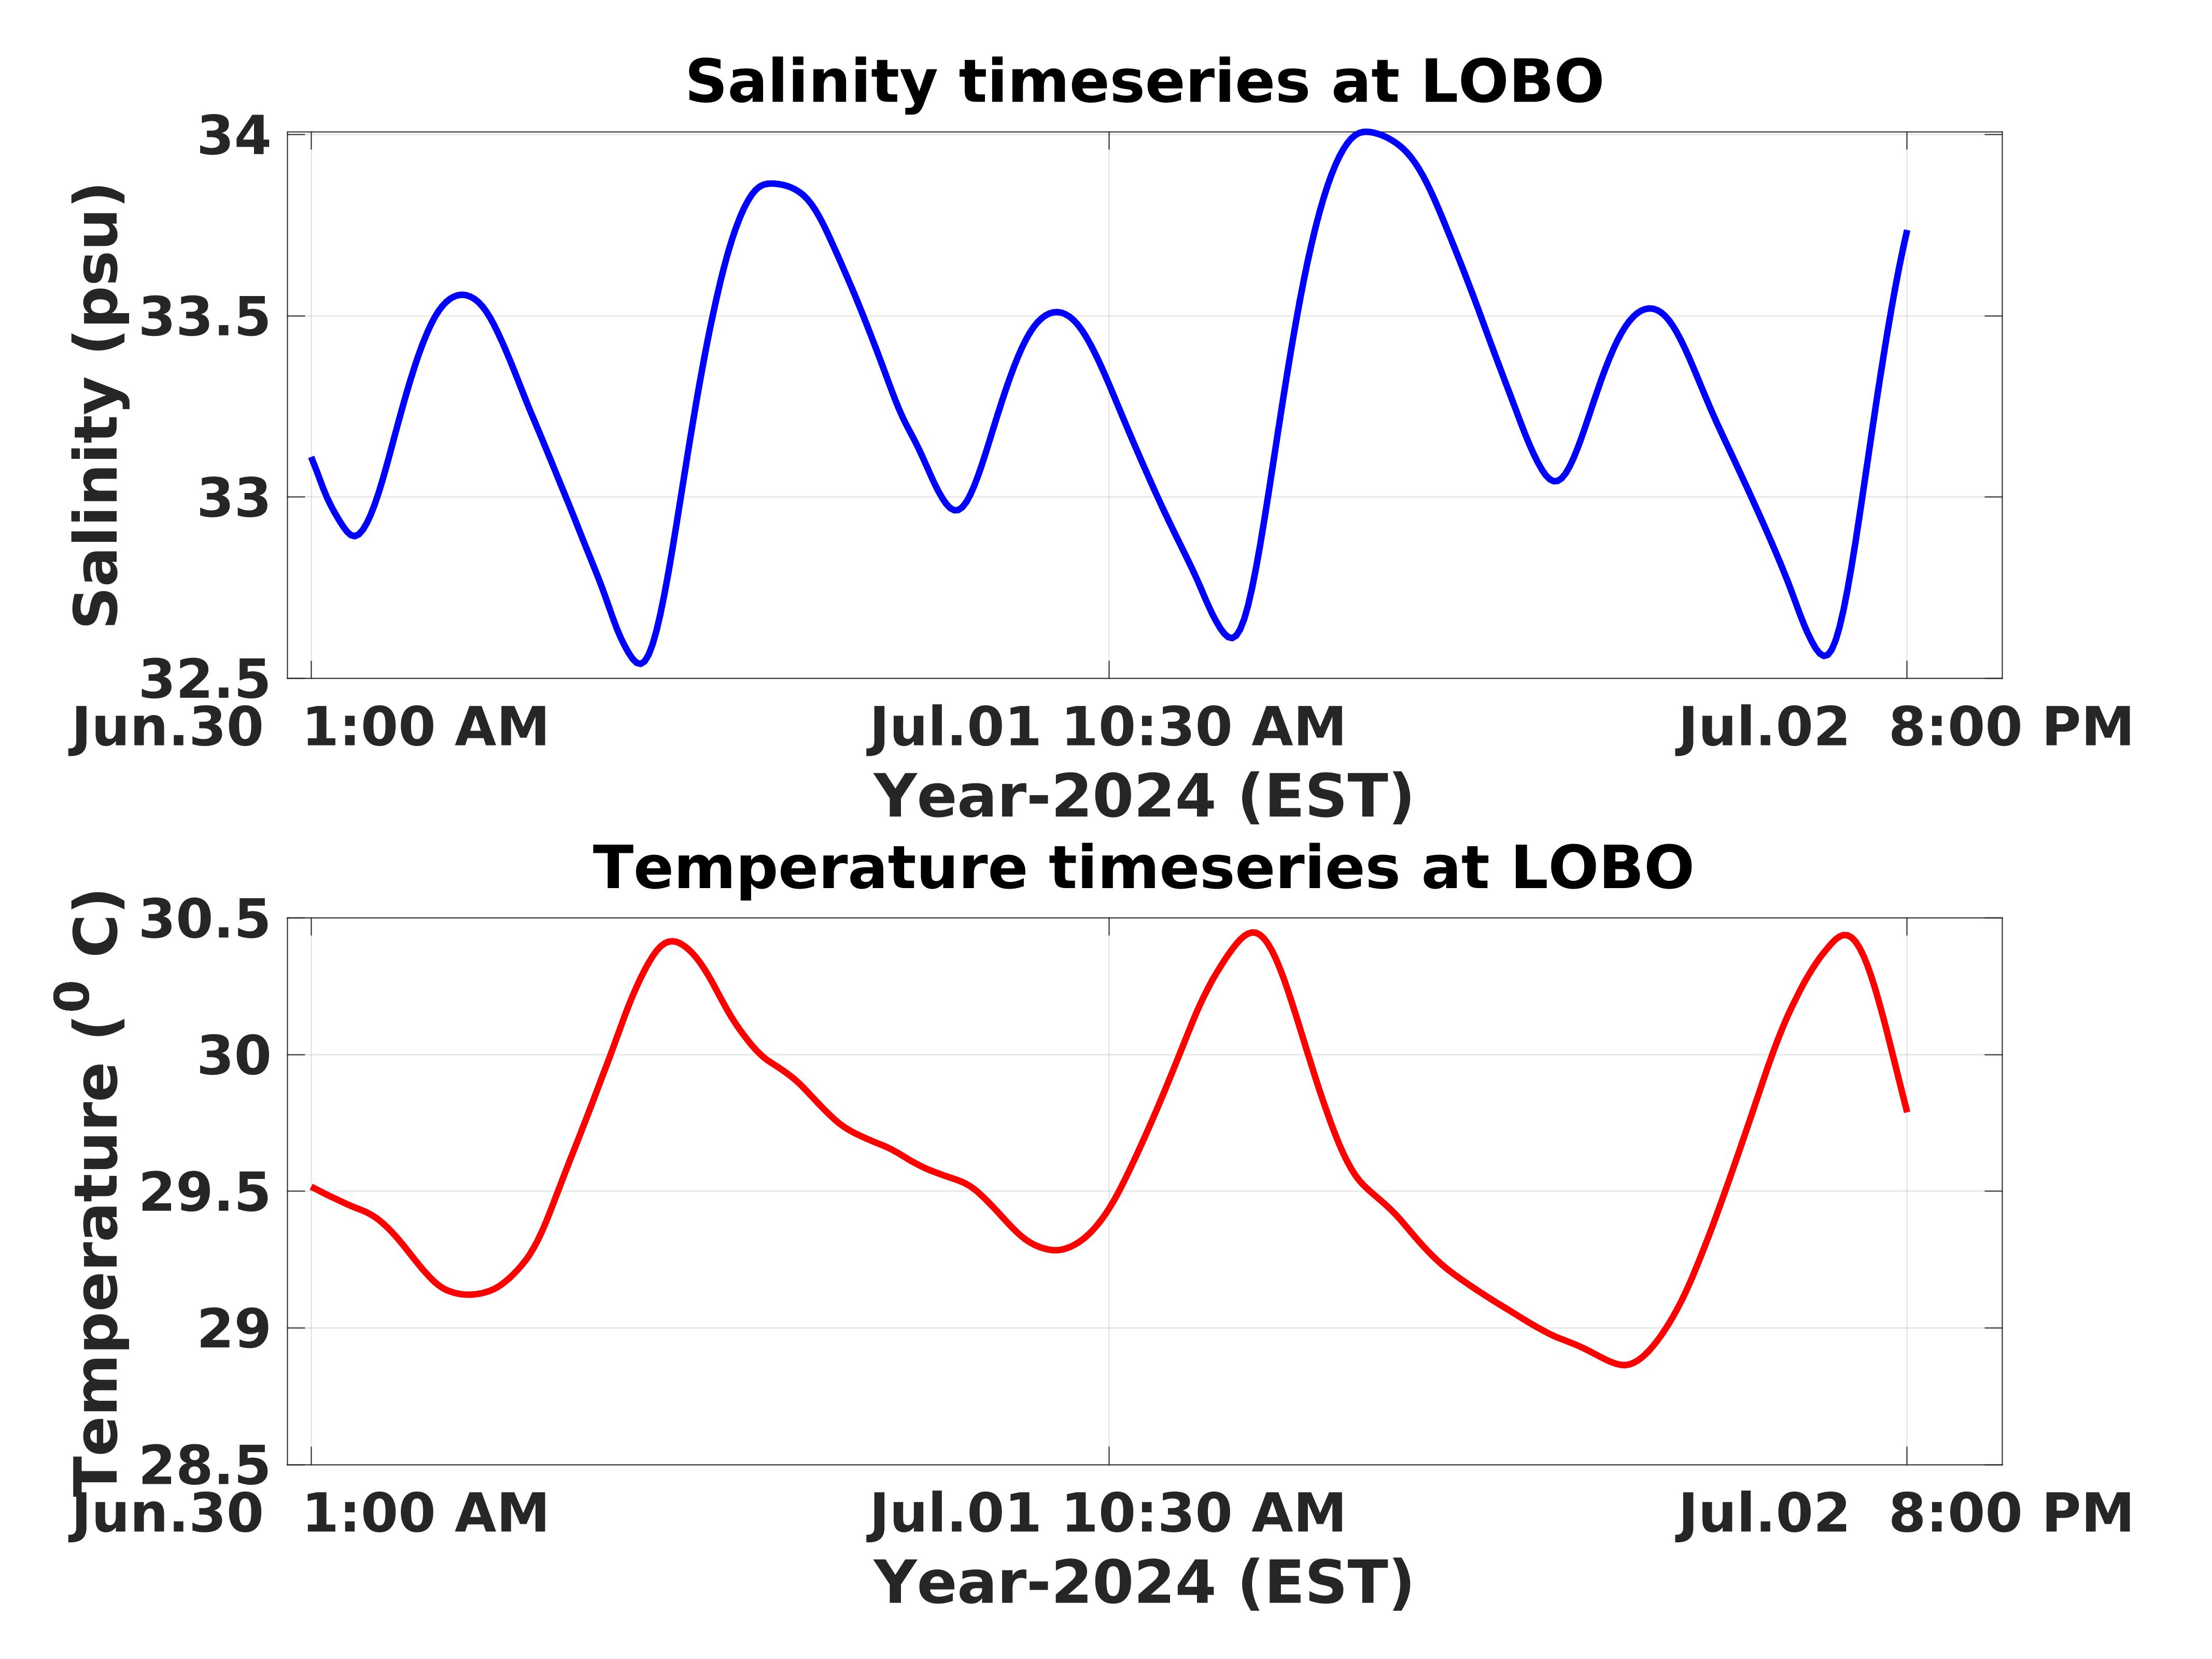 Salinity timeseries at LOBO
Salinity (psu)
34
33.5
33
32.5
Jun.30 1:00 AM
Jul.01 10:30 AM
Jul.02 8:00 PM
Year-2024 (EST)
Temperature timeseries at LOBO
Temperature (⁰ C)
30.5
30
29.5
29
28.5
Jun.30 1:00 AM
Jul.01 10:30 AM
Jul.02 8:00 PM
Year-2024 (EST)